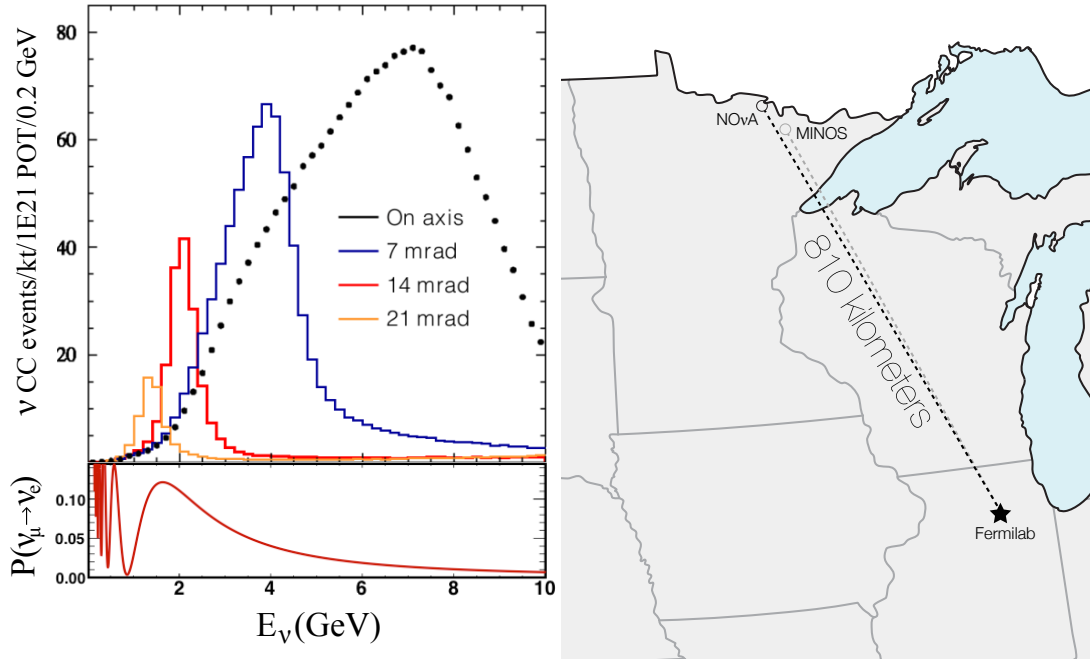 ν CC events/kt/1E21 POT/0.2 GeV
80
60
40
20
On axis
7 mrad
14 mrad
21 mrad
P(νμ→νe)
0.10
0.05
0.00
2
4
6
8
10
Eν(GeV)
NOνA
MINOS
810 kilometers
Fermilab